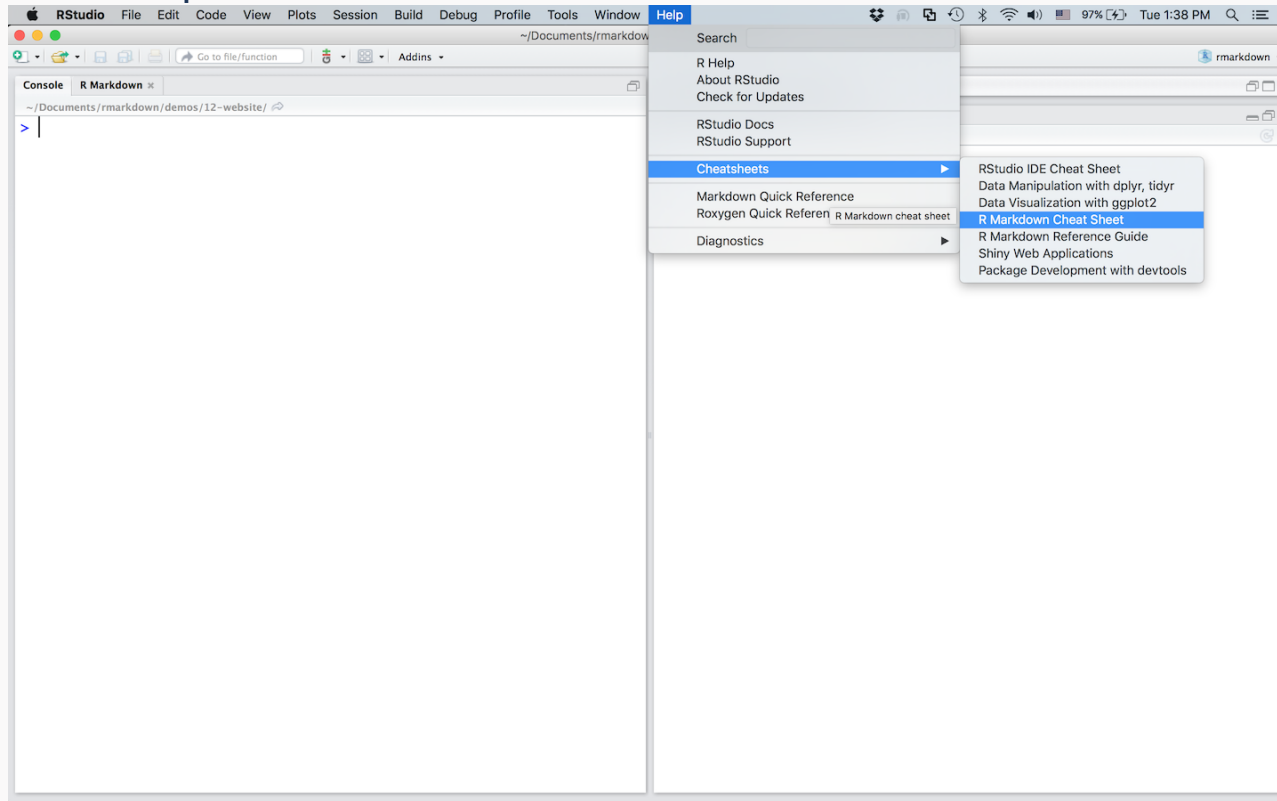 RStudio File Edit Code View Plots Session Build Debug Profile Tools Window Help 97% Tue 1:38 PM
~/Documents/rmarkdow
Go to file/function Addins rmarkdown
Console R Markdown
~/Documents/rmarkdown/demos/12-website/
>
Search
R Help
About RStudio
Check for Updates
RStudio Docs
RStudio Support
Cheatsheets
Markdown Quick Reference
Roxygen Quick Referen
R Markdown cheat sheet
Diagnostics
RStudio IDE Cheat Sheet
Data Manipulation with dplyr, tidyr
Data Visualization with ggplot2
R Markdown Cheat Sheet
R Markdown Reference Guide
Shiny Web Applications
Package Development with devtools